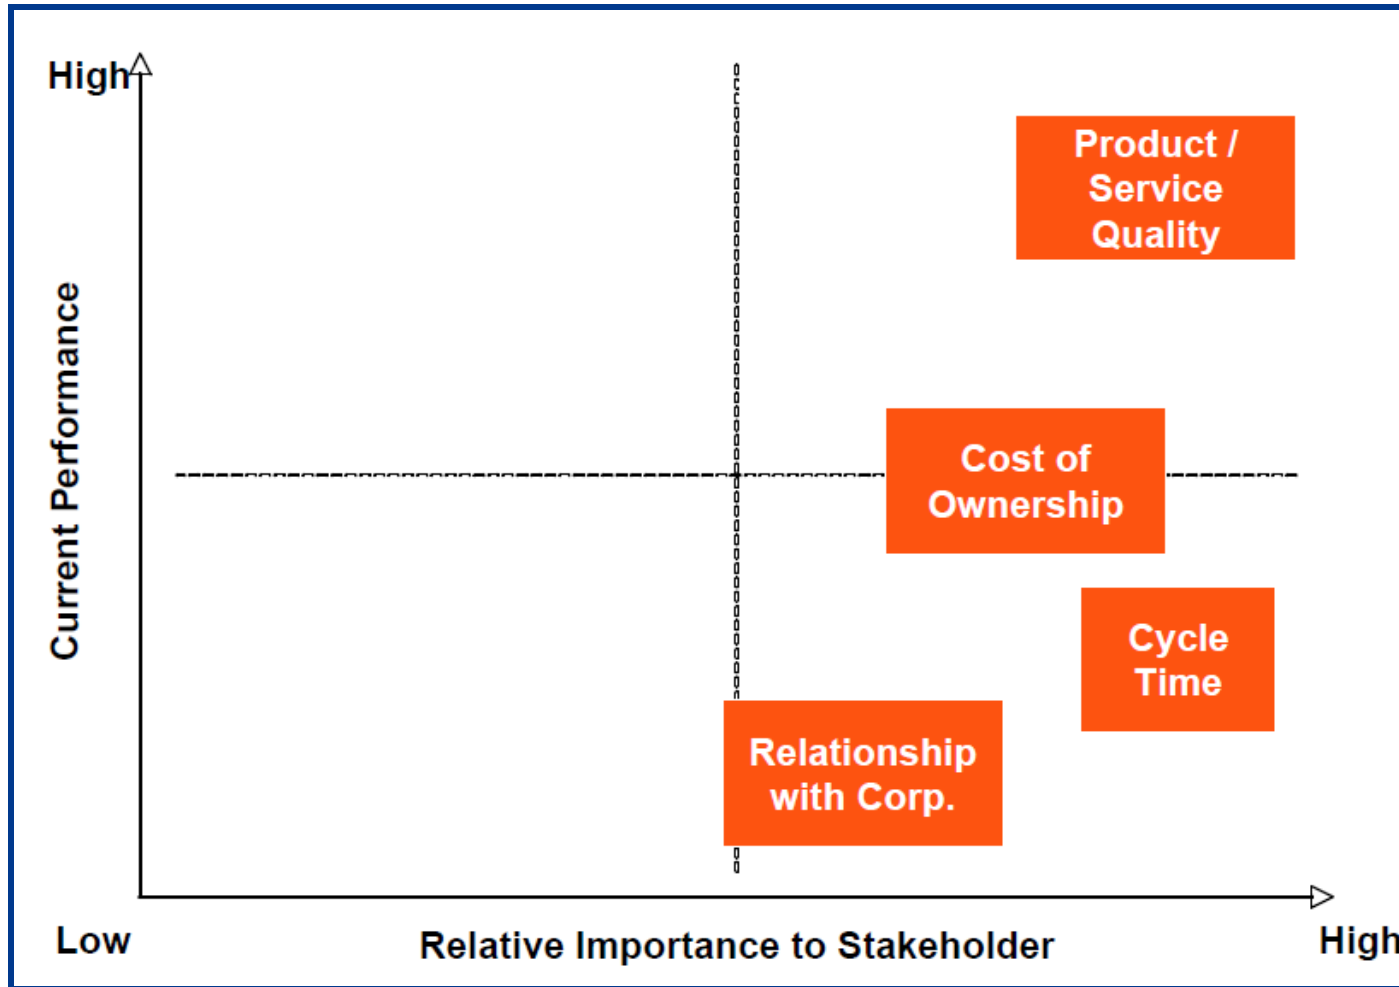 High
Product /
Service
Quality
Current Performance
Cost of
Ownership
Cycle
Time
Relationship
with Corp.
Low
Relative Importance to Stakeholder
High